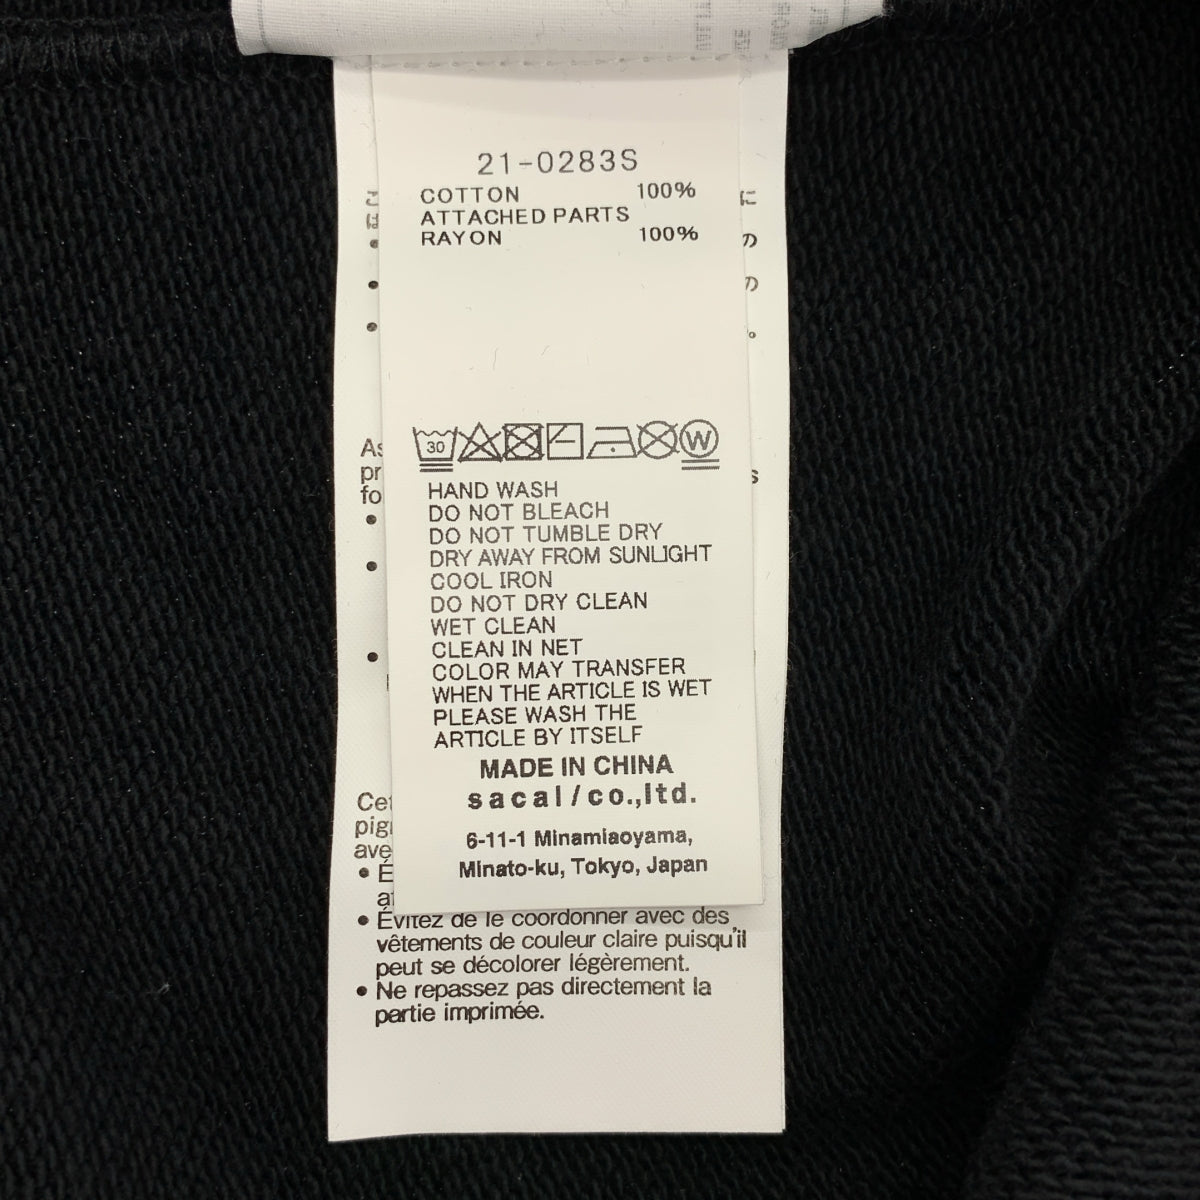 21-0283S
COTTON 100%
ATTACHED PARTS
RAYON 100%
30
W
HAND WASH
DO NOT BLEACH
DO NOT TUMBLE DRY
DRY AWAY FROM SUNLIGHT
COOL IRON
DO NOT DRY CLEAN
WET CLEAN
CLEAN IN NET
COLOR MAY TRANSFER
WHEN THE ARTICLE IS WET
PLEASE WASH THE
ARTICLE BY ITSELF
MADE IN CHINA
sacai/co.,ltd.
6-11-1 Minamiaoyama,
Minato-ku, Tokyo, Japan
• Évitez de le coordonner avec des
vêtements de couleur claire puisqu'il
peut se décolorer légèrement.
• Ne repassez pas directement la
partie imprimée.